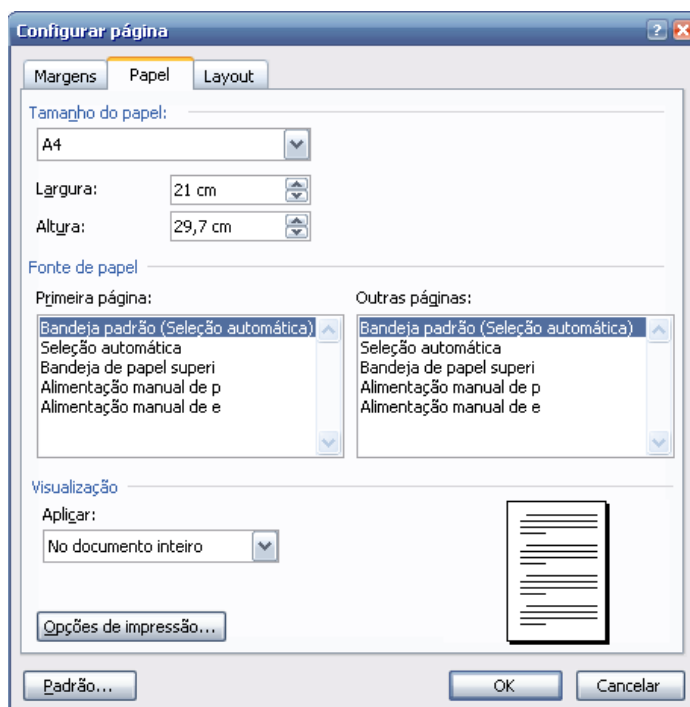 Configurar página
Margens Papel Layout
Tamanho do papel:
A4
Largura: 21 cm
Altura: 29,7 cm
Fonte de papel
Primeira página: Outras páginas:
Bandeja padrão (Seleção automática) Bandeja padrão (Seleção automática)
Seleção automática Seleção automática
Bandeja de papel superi Bandeja de papel superi
Alimentação manual de p Alimentação manual de p
Alimentação manual de e Alimentação manual de e
Visualização
Aplicar:
No documento inteiro
Opções de impressão...
Padrão... OK Cancelar